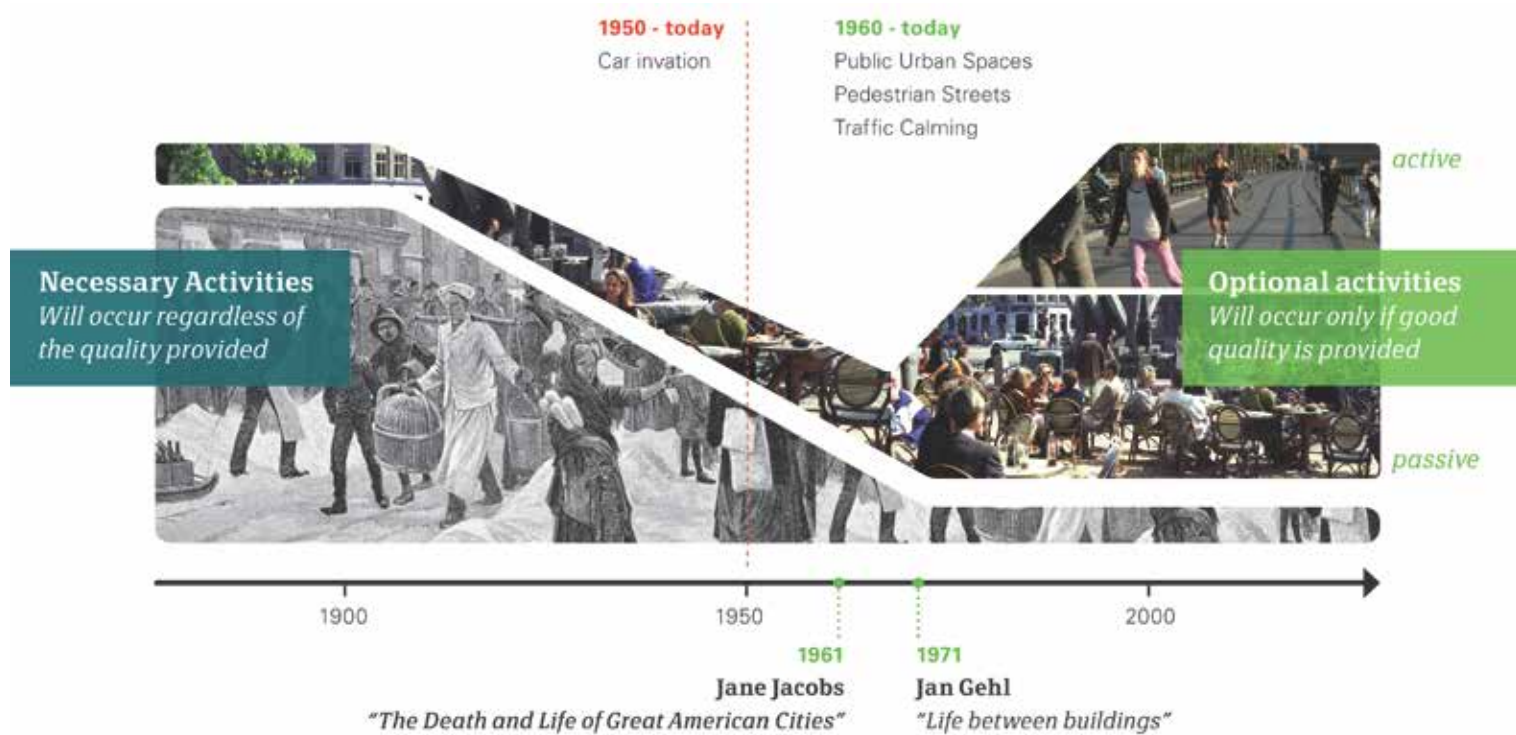 1950 - today
Car invation
1960 - today
Public Urban Spaces
Pedestrian Streets
Traffic Calming
active
Necessary Activities
Will occur regardless of
the quality provided
Optional activities
Will occur only if good
quality is provided
passive
1900
1950
2000
1961
Jane Jacobs
"The Death and Life of Great American Cities"
1971
Jan Gehl
"Life between buildings"